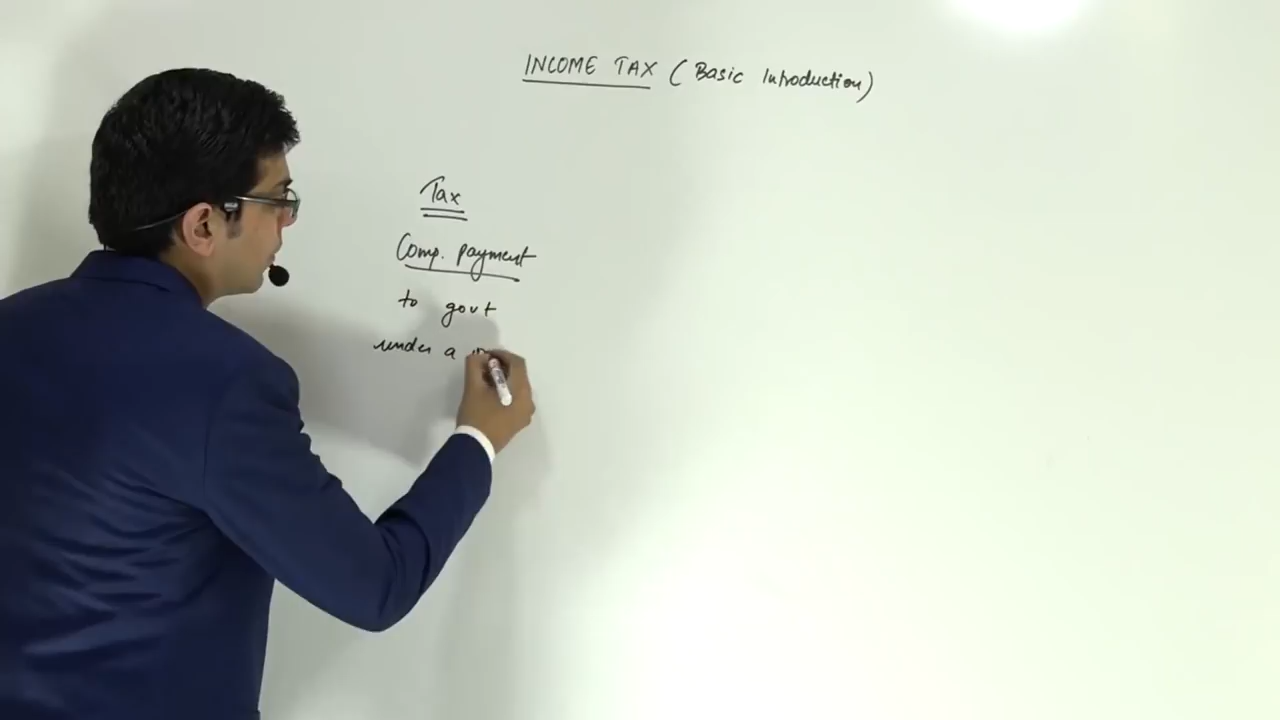 INCOME TAX (Basic Introduction)
Tax
Comp. payment
to govt
under a